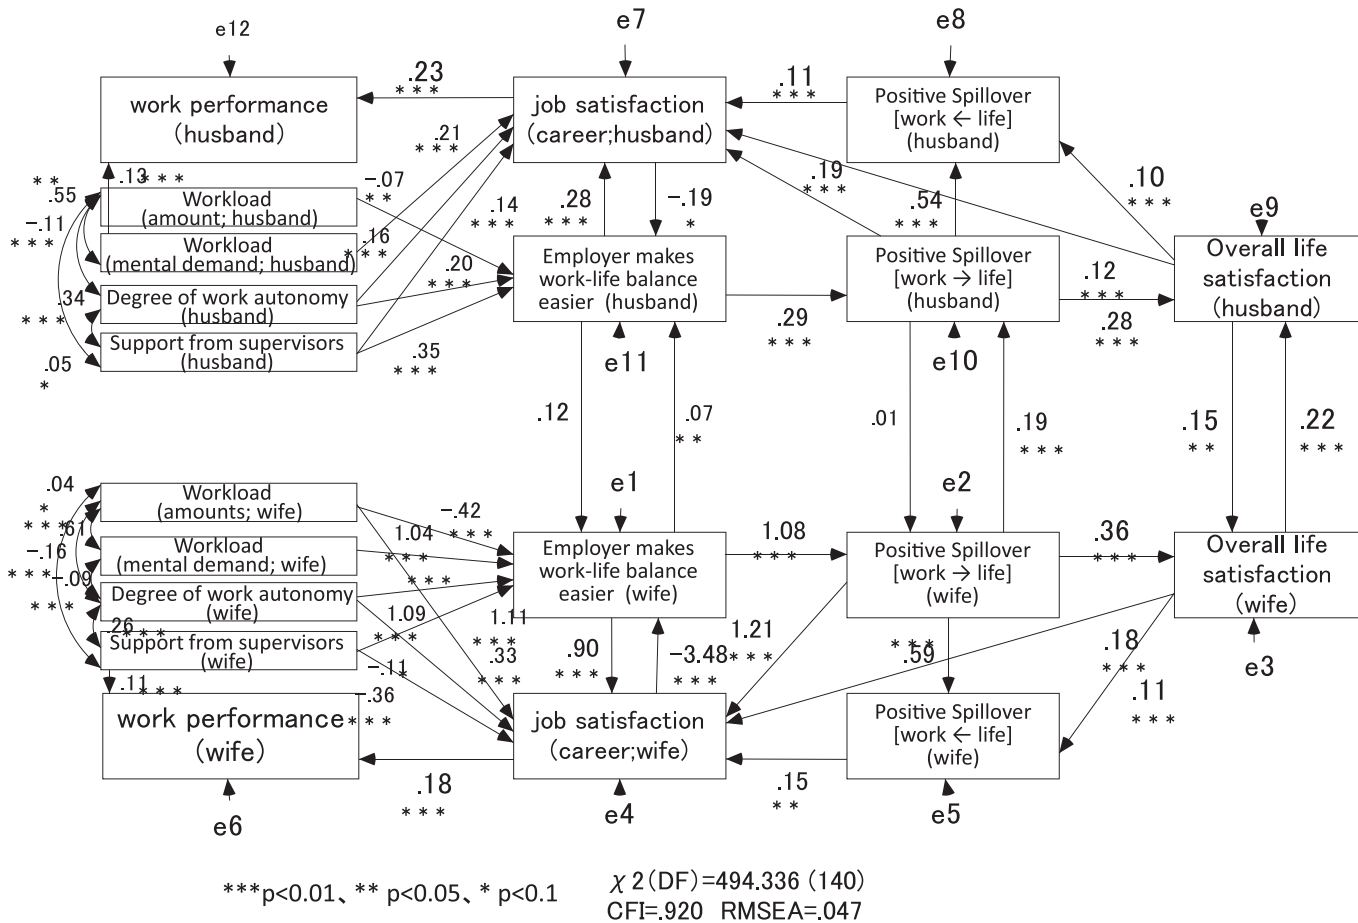 e12
e7
e8
work performance
(husband)
.23
***
job satisfaction
(career;husband)
.11
***
Positive Spillover
[work ← life]
(husband)
.21
***
**
.55
-.11
***
.13 ***
Workload
(amount; husband)
-.07
**
Workload
(mental demand; husband)
.16
***
.14
***
.28
***
-.19
*
.19
***
.54
***
.10
***
e9
.34
***
Degree of work autonomy
(husband)
.20
***
Employer makes
work-life balance
easier (husband)
Positive Spillover
[work → life]
(husband)
.12
***
Overall life
satisfaction
(husband)
.05
*
Support from supervisors
(husband)
.35
***
e11
.29
***
e10
.28
***
.12
.07
**
.01
.19
***
.15
**
.22
***
.04
*
***
.61
-.16
***
-.09
***
.26
***
Workload
(amounts; wife)
-.42
***
e1
e2
Workload
(mental demand; wife)
1.04
***
***
Employer makes
work-life balance
easier (wife)
1.08
***
Positive Spillover
[work → life]
(wife)
.36
***
Overall life
satisfaction
(wife)
Degree of work autonomy
(wife)
1.09
***
1.11
***
Support from supervisors
(wife)
-.11
.33
***
.90
***
-3.48
***
1.21
***
***
.59
.18
***
e3
.11
***
-.36
***
.11
***
work performance
(wife)
job satisfaction
(career;wife)
Positive Spillover
[work ← life]
(wife)
.18
***
.15
**
e6
e4
e5
***p<0.01、** p<0.05、* p<0.1
χ2(DF)=494.336 (140)
CFI=.920 RMSEA=.047